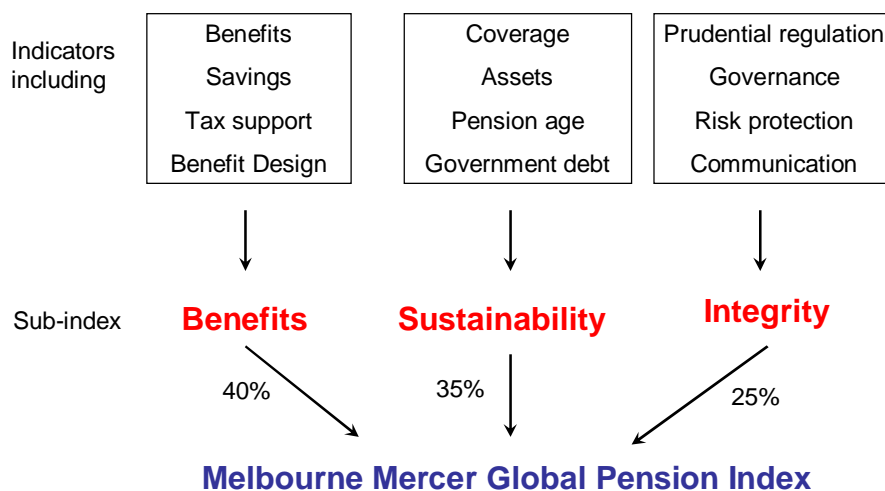 Indicators
including
Benefits
Savings
Tax support
Benefit Design
Coverage
Assets
Pension age
Government debt
Prudential regulation
Governance
Risk protection
Communication
Sub-index
Benefits
Sustainability
Integrity
40%
35%
25%
Melbourne Mercer Global Pension Index